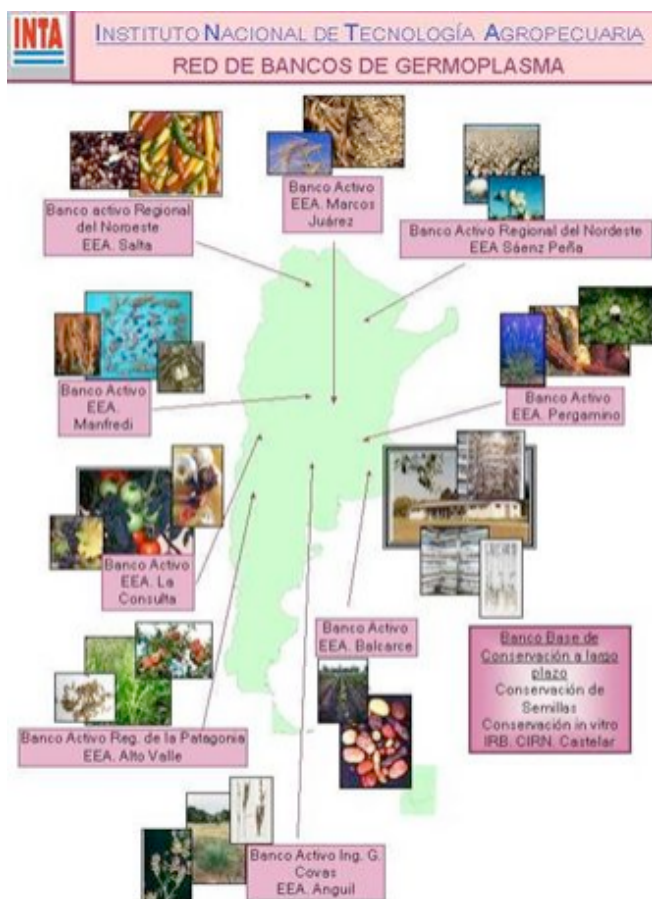 INTA
INSTITUTO NACIONAL DE TECNOLOGÍA AGROPECUARIA
RED DE BANCOS DE GERMOPLASMA
Banco activo Regional
del Noroeste
EEA. Salta
Banco Activo
EEA. Marcos
Juárez
Banco Activo Regional del Nordeste
EEA Sáenz Peña
Banco Activo
EEA.
Manfredi
Banco Activo
EEA. Pergamino
Banco Activo
EEA. La
Consulta
Banco Activo
EEA. Balcarce
Banco Base de
Conservación a largo
plazo
Conservación de
Semillas
Conservación in vitro
IRB. CIRN. Castelar
Banco Activo Reg. de la Patagonia
EEA. Alto Valle
Banco Activo Ing. G.
Covas
EEA. Anguil